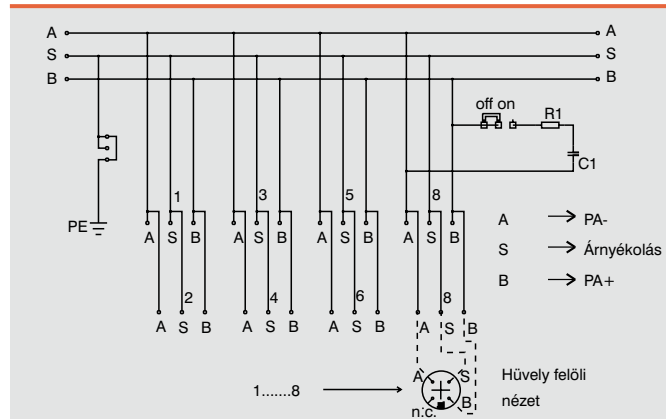 A A
S S
B B
off on
R1
C1
1 3 5 8
PE
A S B A S B A S B A S B
A → PA-
S → Árnyékolás
B → PA+
2 4 6 8
A S B A S B A S B A S B
A S
1.......8 →
B
n.c.
Hüvely felöli
nézet